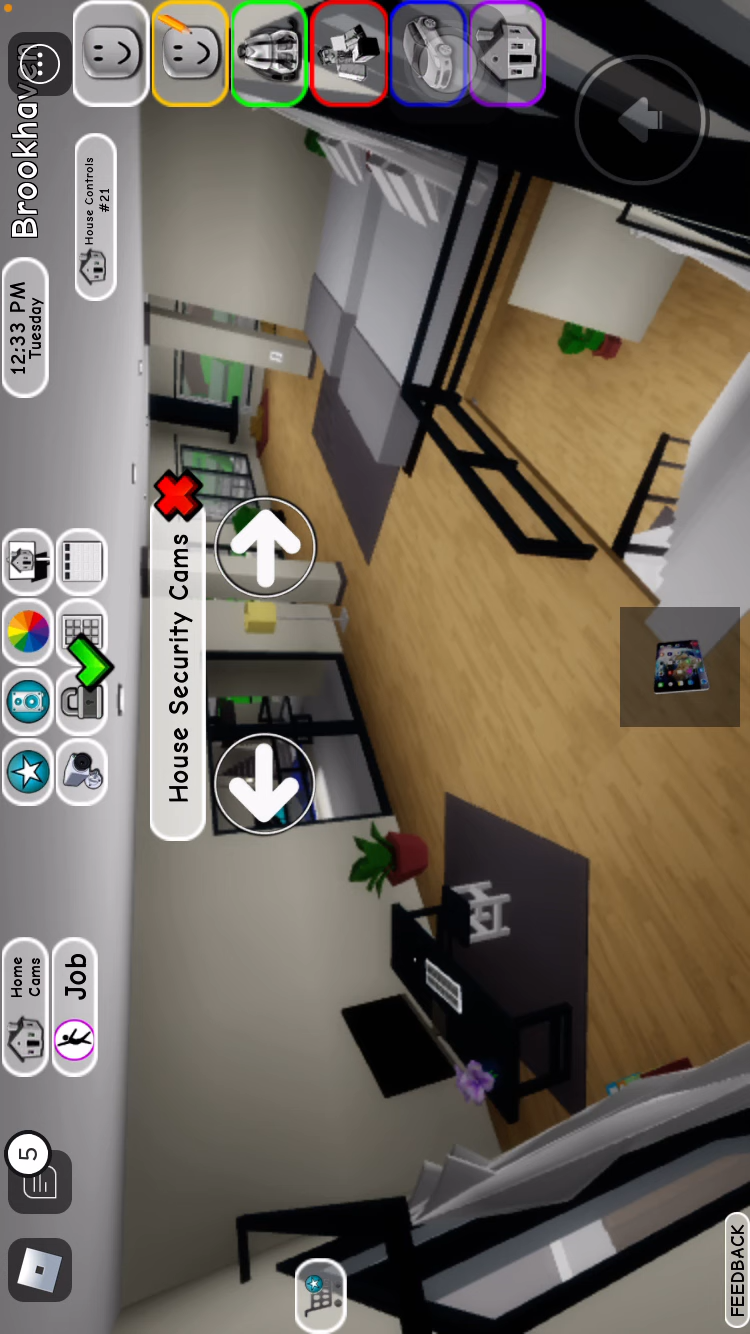 5
Home
Cams
Job
12:33 PM
Tuesday
Brookhaven
House Controls
#21
House Security Cams
FEEDBACK